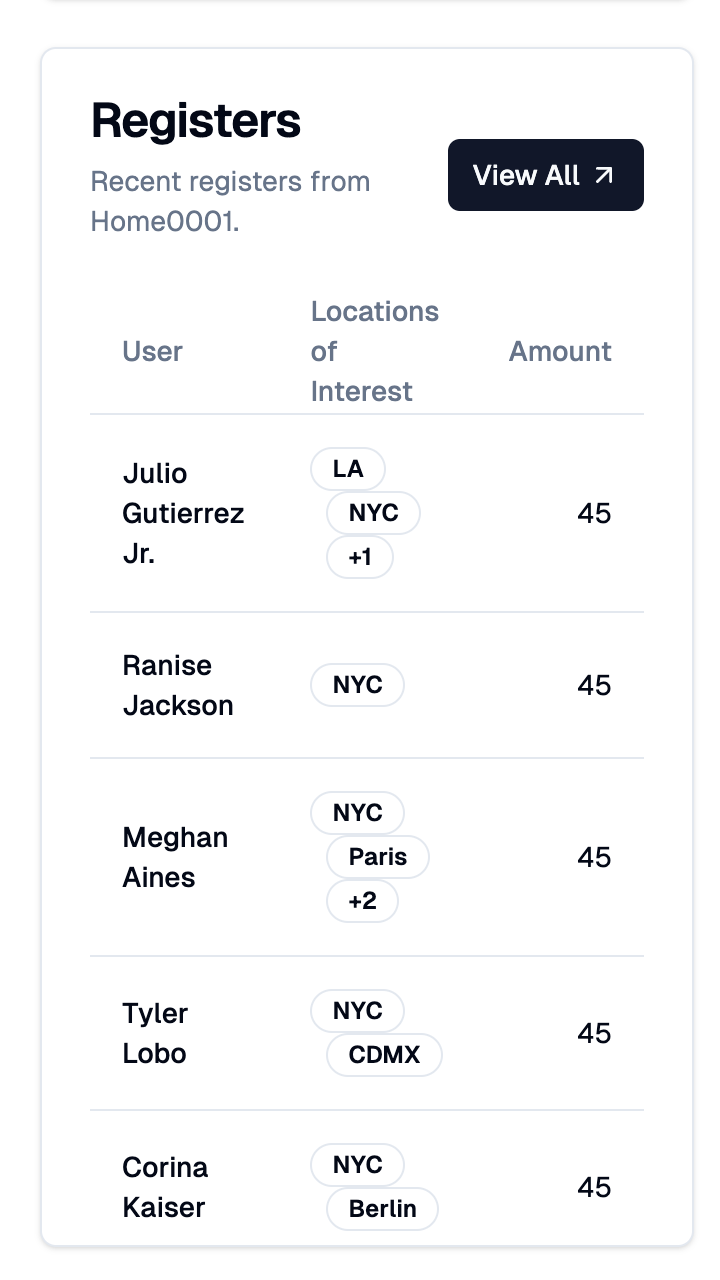 Registers
Recent registers from
Home0001.
View All
User
Locations
of
Interest
Amount
Julio
Gutierrez
Jr.
LA
NYC
+1
45
Ranise
Jackson
NYC
45
Meghan
Aines
NYC
Paris
+2
45
Tyler
Lobo
NYC
CDMX
45
Corina
Kaiser
NYC
Berlin
45